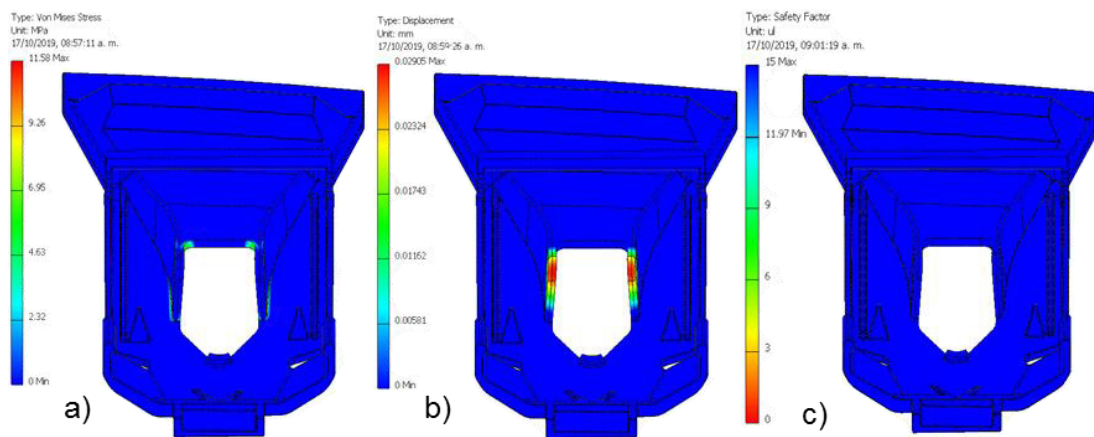 Type: Von Mises Stress
Unit: MPa
17/10/2019, 08:57:11 a. m.
11.58 Max
9.26
6.95
4.63
2.32
0 Min
a)
Type: Displacement
Unit: mm
17/10/2019, 08:59:26 a. m.
0.02905 Max
0.02324
0.01743
0.01162
0.00581
0 Min
b)
Type: Safety Factor
Unit: ul
17/10/2019, 09:01:19 a. m.
15 Max
11.97 Min
9
6
3
0
c)